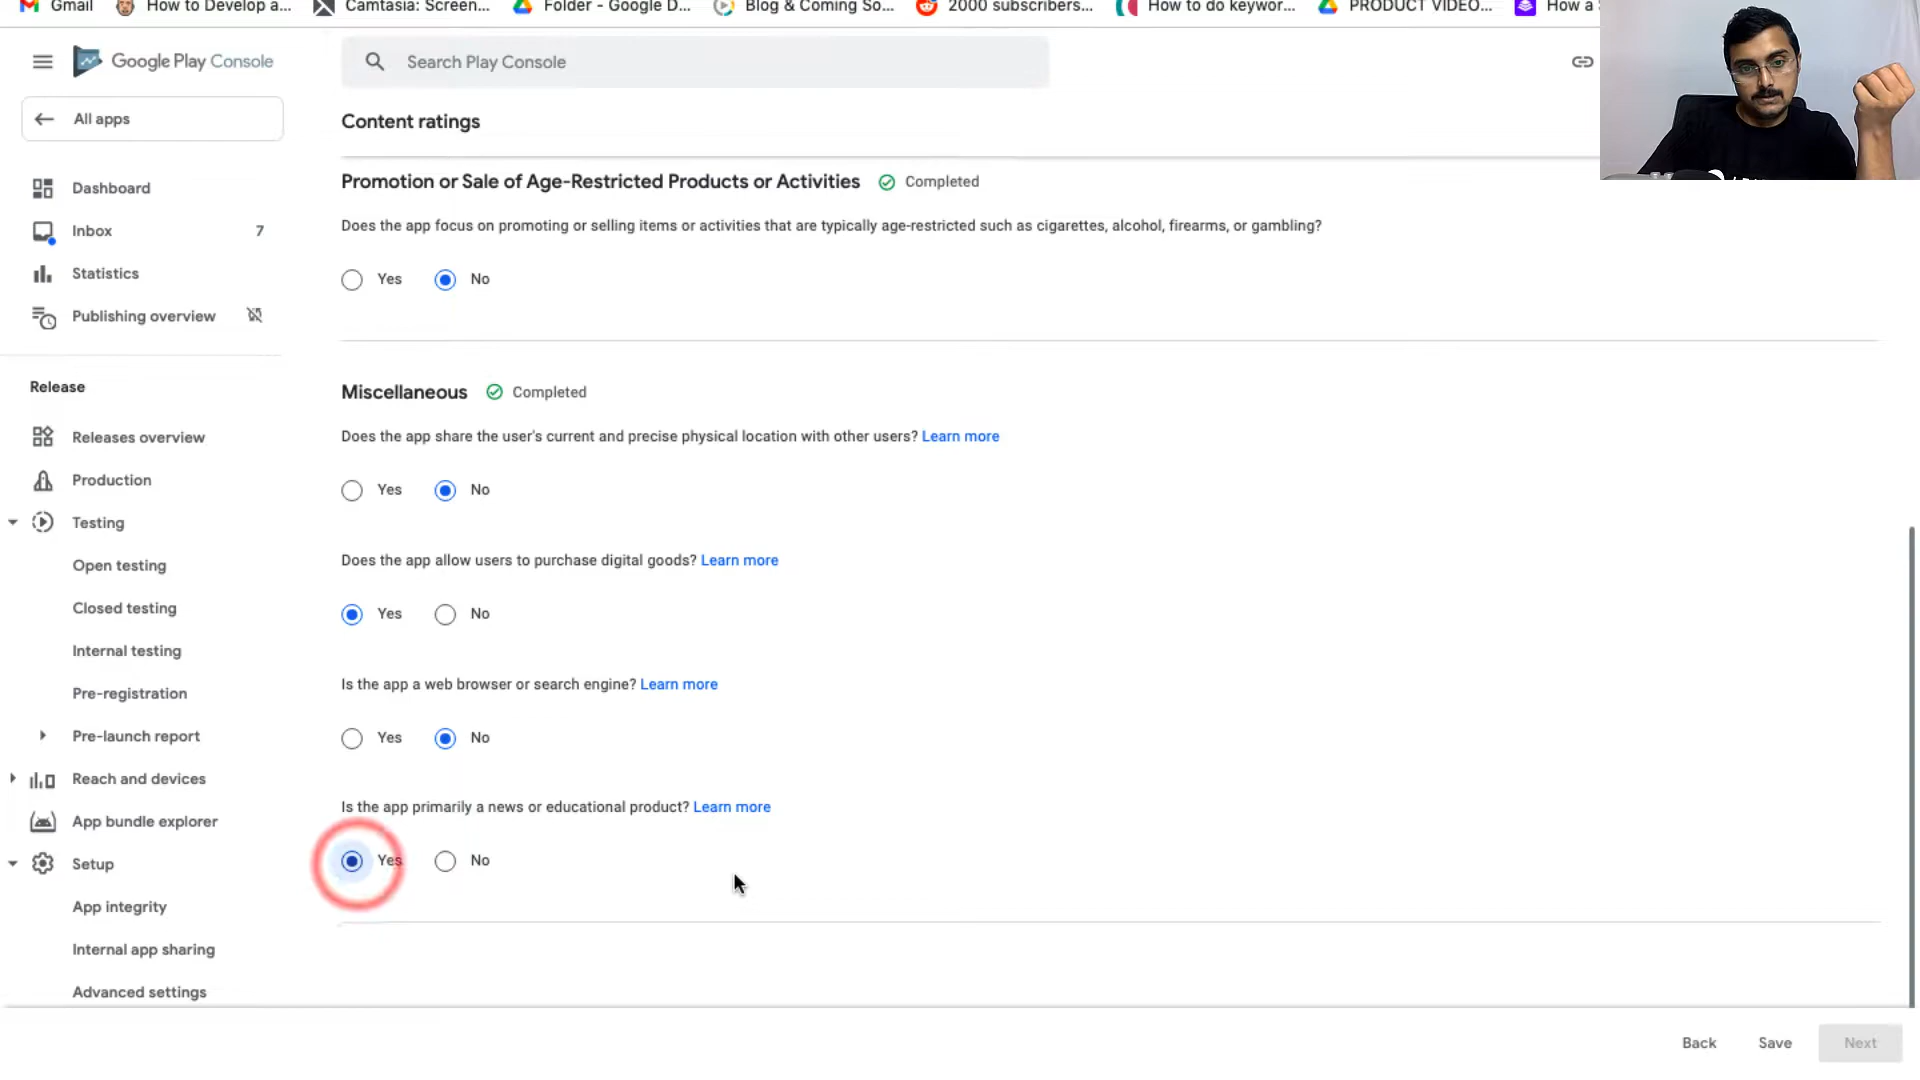 Gmail
How to Develop a...
Camtasia: Screen...
Folder - Google D...
Blog & Coming So...
2000 subscribers...
How to do keywor...
PRODUCT VIDEO...
How a
Google Play Console
Search Play Console
All apps
Content ratings
Dashboard
Inbox 7
Statistics
Publishing overview
Release
Releases overview
Production
Testing
Open testing
Closed testing
Internal testing
Pre-registration
Pre-launch report
Reach and devices
App bundle explorer
Setup
App integrity
Internal app sharing
Advanced settings
Promotion or Sale of Age-Restricted Products or Activities Completed
Does the app focus on promoting or selling items or activities that are typically age-restricted such as cigarettes, alcohol, firearms, or gambling?
Yes No
Miscellaneous Completed
Does the app share the user's current and precise physical location with other users? Learn more
Yes No
Does the app allow users to purchase digital goods? Learn more
Yes No
Is the app a web browser or search engine? Learn more
Yes No
Is the app primarily a news or educational product? Learn more
Yes No
Back Save Next